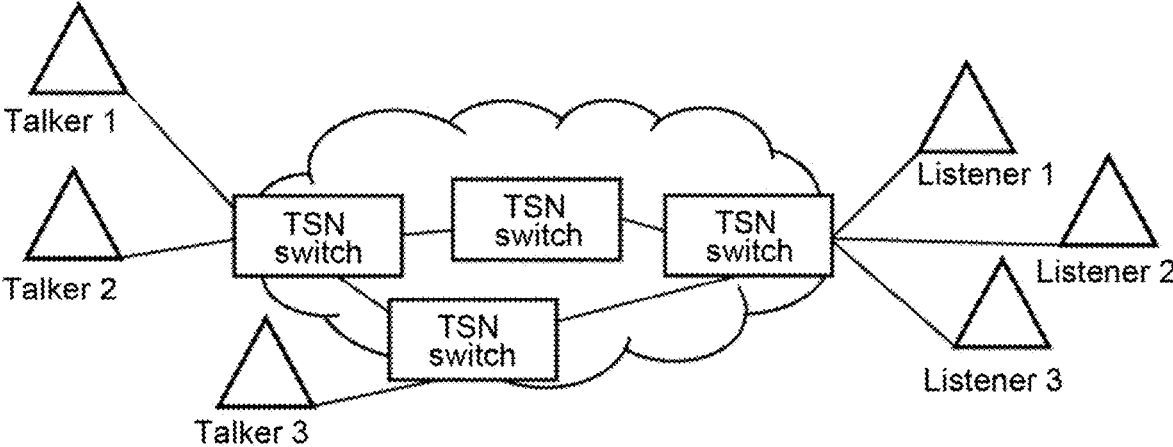 Talker 1
Talker 2
Talker 3
TSN
switch
TSN
switch
TSN
switch
TSN
switch
Listener 1
Listener 2
Listener 3